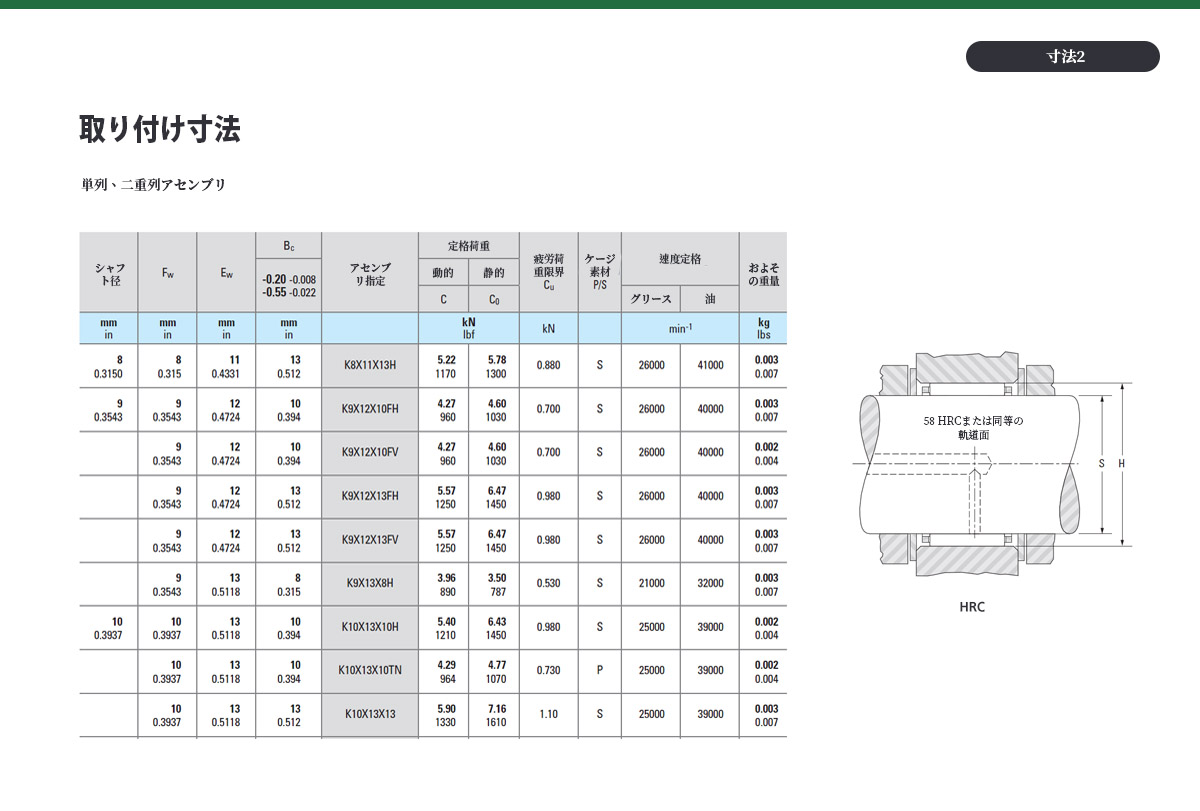 寸法2
取り付け寸法
単列、二重列アセンブリ
シャフト径 Fw Ew Bc アセンブリ指定 定格荷重 疲労荷重限界 Cu ケージ素材 P/S 速度定格 およその重量
-0.20 -0.008
-0.55 -0.022
動的 静的
C C0 グリース 油
mm mm mm mm kN kN min-1 kg
in in in in lbf lbs
8 8 11 13 K8X11X13H 5.22 5.78 0.880 S 26000 41000 0.003
0.3150 0.315 0.4331 0.512 1170 1300 0.007
9 9 12 10 K9X12X10FH 4.27 4.60 0.700 S 26000 40000 0.003
0.3543 0.3543 0.4724 0.394 960 1030 0.007
9 12 10 K9X12X10FV 4.27 4.60 0.700 S 26000 40000 0.002
0.3543 0.4724 0.394 960 1030 0.004
9 12 13 K9X12X13FH 5.57 6.47 0.980 S 26000 40000 0.003
0.3543 0.4724 0.512 1250 1450 0.007
9 12 13 K9X12X13FV 5.57 6.47 0.980 S 26000 40000 0.003
0.3543 0.4724 0.512 1250 1450 0.007
9 13 8 K9X13X8H 3.96 3.50 0.530 S 21000 32000 0.003
0.3543 0.5118 0.315 890 787 0.007
10 10 13 10 K10X13X10H 5.40 6.43 0.980 S 25000 39000 0.002
0.3937 0.3937 0.5118 0.394 1210 1450 0.004
10 13 10 K10X13X10TN 4.29 4.77 0.730 P 25000 39000 0.002
0.3937 0.5118 0.394 964 1070 0.004
10 13 13 K10X13X13 5.90 7.16 1.10 S 25000 39000 0.003
0.3937 0.5118 0.512 1330 1610 0.007
58 HRCまたは同等の
軌道面
S H
HRC